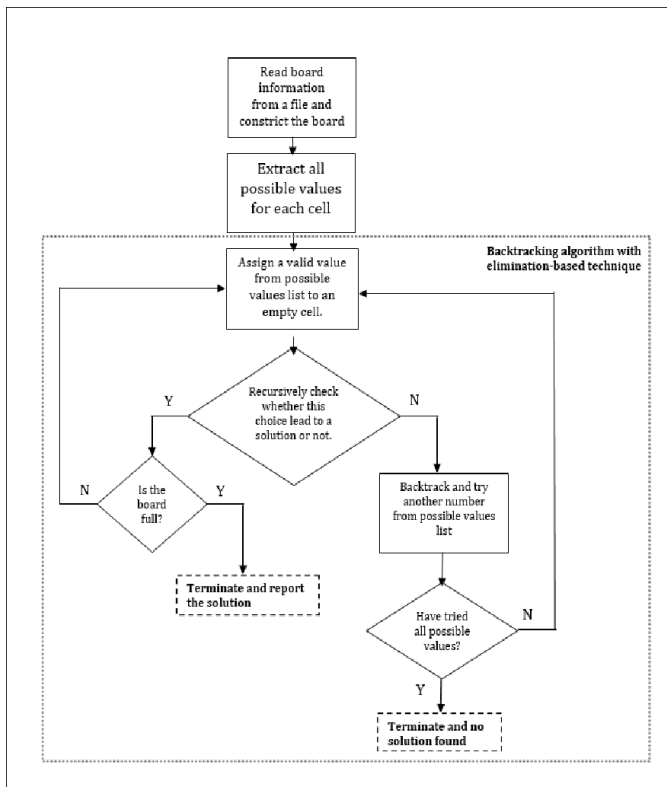 Read board
information
from a file and
constrict the board
Extract all
possible values
for each cell
Backtracking algorithm with
elimination-based technique
Assign a valid value
from possible
values list to an
empty cell.
Recursively check
whether this
choice lead to a
solution or not.
Y
N
Is the
board
full?
N
Y
Terminate and report
the solution
Backtrack and try
another number
from possible values
list
Have tried
all possible
values?
N
Y
Terminate and no
solution found